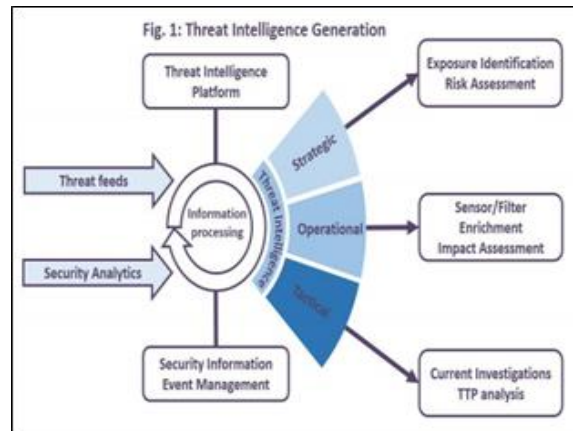 Fig. 1: Threat Intelligence Generation
Threat Intelligence
Platform
Exposure Identification
Risk Assessment
Threat feeds
Information
processing
Security Analytics
Threat Intelligence
Strategic
Operational
Tactical
Sensor/Filter
Enrichment
Impact Assessment
Security Information
Event Management
Current Investigations
TTP analysis